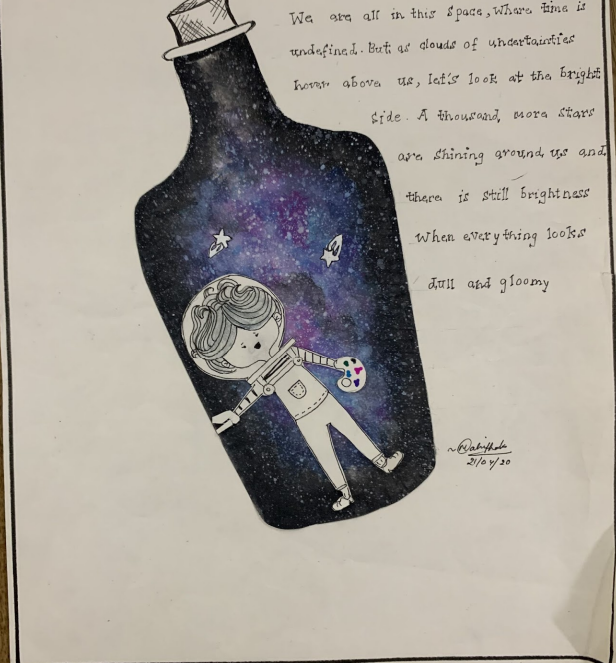 We are all in this space, where time is
undefined. But as clouds of uncertainties
hover above us, let's look at the bright
side. A thousand more stars
are shining around us and
there is still brightness
when everything looks
dull and gloomy
21/04/20